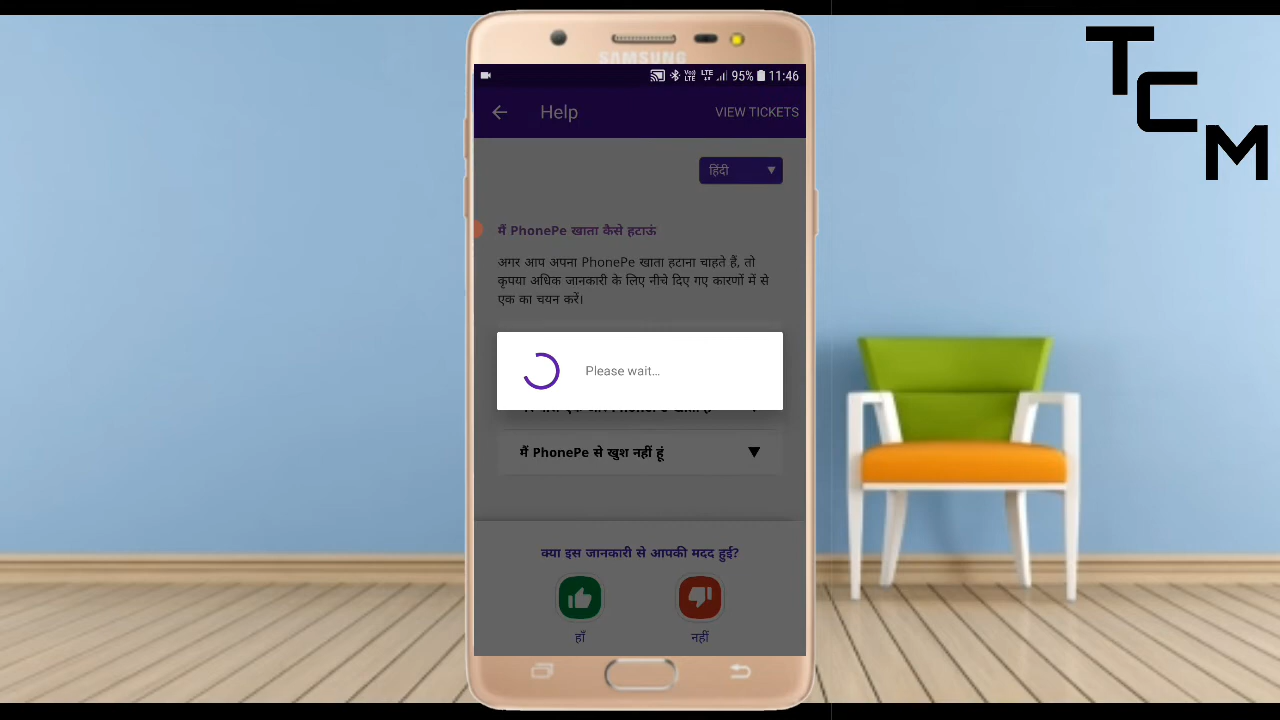 TCM
SAMSUNG
95% 11:46
Help
VIEW TICKETS
हिंदी
मैं PhonePe खाता कैसे हटाऊं
अगर आप अपना PhonePe खाता हटाना चाहते हैं, तो
कृपया अधिक जानकारी के लिए नीचे दिए गए कारणों में से
एक का चयन करें।
Please wait...
मैं PhonePe से खुश नहीं हूं
क्या इस जानकारी से आपकी मदद हुई?
हाँ
नहीं